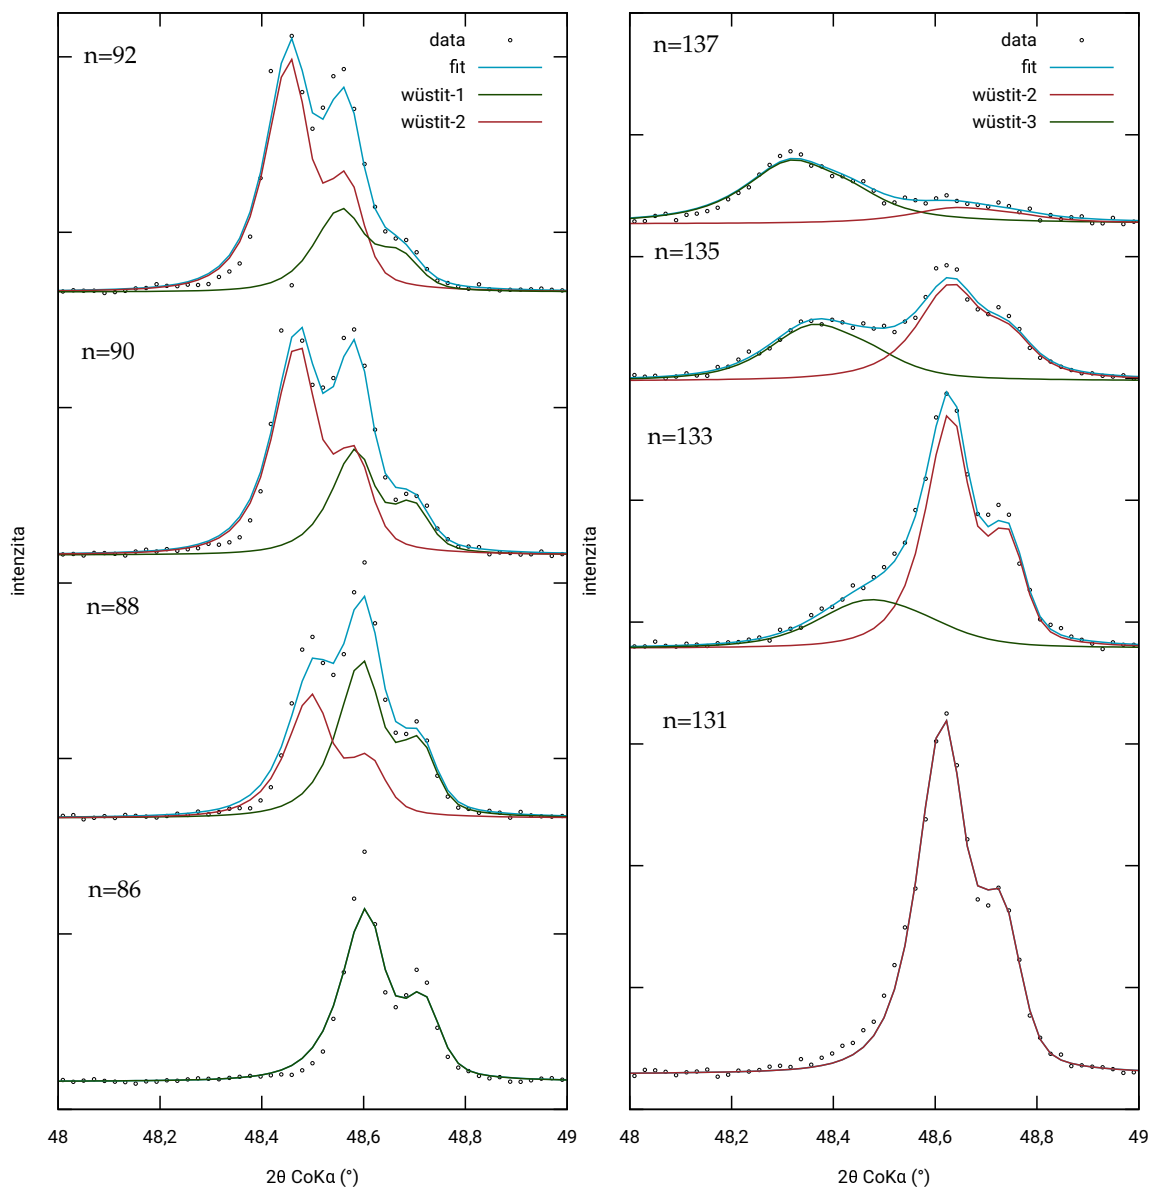 n=92
data
fit
wüstit-1
wüstit-2
n=90
n=88
n=86
intenzita
48
48,2
48,4
48,6
48,8
49
2θ CoKα (°)
n=137
data
fit
wüstit-2
wüstit-3
n=135
n=133
n=131
intenzita
48
48,2
48,4
48,6
48,8
49
2θ CoKα (°)